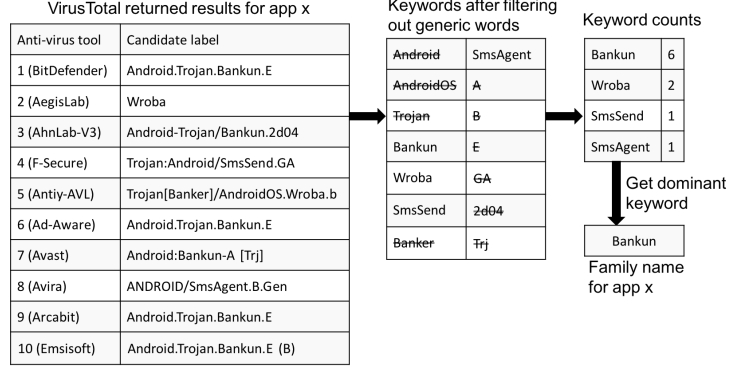 VirusTotal returned results for app x
Anti-virus tool Candidate label
1 (BitDefender) Android.Trojan.Bankun.E
2 (AegisLab) Wroba
3 (AhnLab-V3) Android-Trojan/Bankun.2d04
4 (F-Secure) Trojan:Android/SmsSend.GA
5 (Antiy-AVL) Trojan[Banker]/AndroidOS.Wroba.b
6 (Ad-Aware) Android.Trojan.Bankun.E
7 (Avast) Android:Bankun-A [Trj]
8 (Avira) ANDROID/SmsAgent.B.Gen
9 (Arcabit) Android.Trojan.Bankun.E
10 (Emsisoft) Android.Trojan.Bankun.E (B)
Keywords after filtering
out generic words
Android SmsAgent
AndroidOS A
Trojan B
Bankun E
Wroba GA
SmsSend 2d04
Banker Trj
Keyword counts
Bankun 6
Wroba 2
SmsSend 1
SmsAgent 1
Get dominant
keyword
Bankun
Family name
for app x